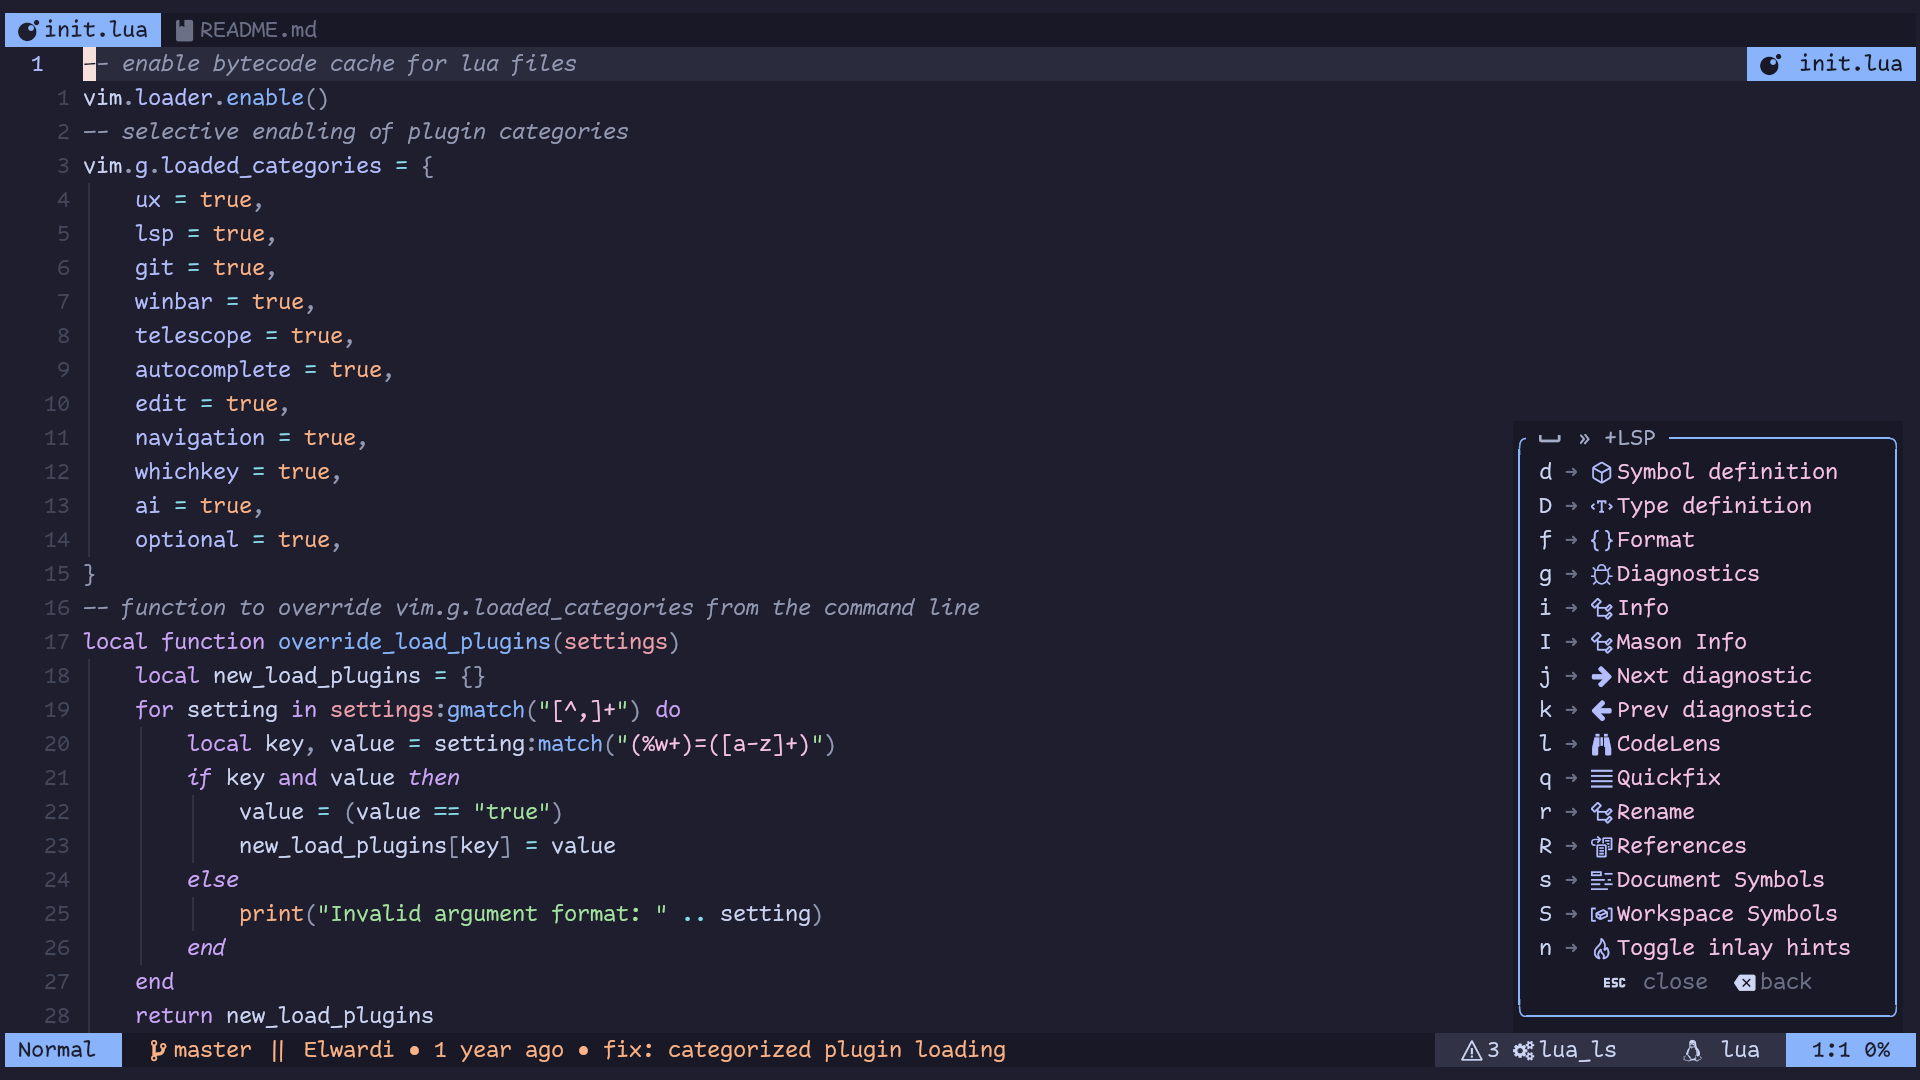 init.lua README.md
1 -- enable bytecode cache for lua files init.lua
1 vim.loader.enable()
2 -- selective enabling of plugin categories
3 vim.g.loaded_categories = {
4 ux = true,
5 lsp = true,
6 git = true,
7 winbar = true,
8 telescope = true,
9 autocomplete = true,
10 edit = true,
11 navigation = true,
12 whichkey = true,
13 ai = true,
14 optional = true,
15 }
16 -- function to override vim.g.loaded_categories from the command line
17 local function override_load_plugins(settings)
18 local new_load_plugins = {}
19 for setting in settings:gmatch("[^,]+") do
20 local key, value = setting:match("(%w+)=([a-z]+)")
21 if key and value then
22 value = (value == "true")
23 new_load_plugins[key] = value
24 else
25 print("Invalid argument format: " .. setting)
26 end
27 end
28 return new_load_plugins
» +LSP
d → Symbol definition
D → Type definition
f → {}Format
g → Diagnostics
i → Info
I → Mason Info
j → Next diagnostic
k → Prev diagnostic
l → CodeLens
q → Quickfix
r → Rename
R → References
s → Document Symbols
S → Workspace Symbols
n → Toggle inlay hints
ESC close back
Normal master || Elwardi • 1 year ago • fix: categorized plugin loading 3 lua_ls lua 1:1 0%